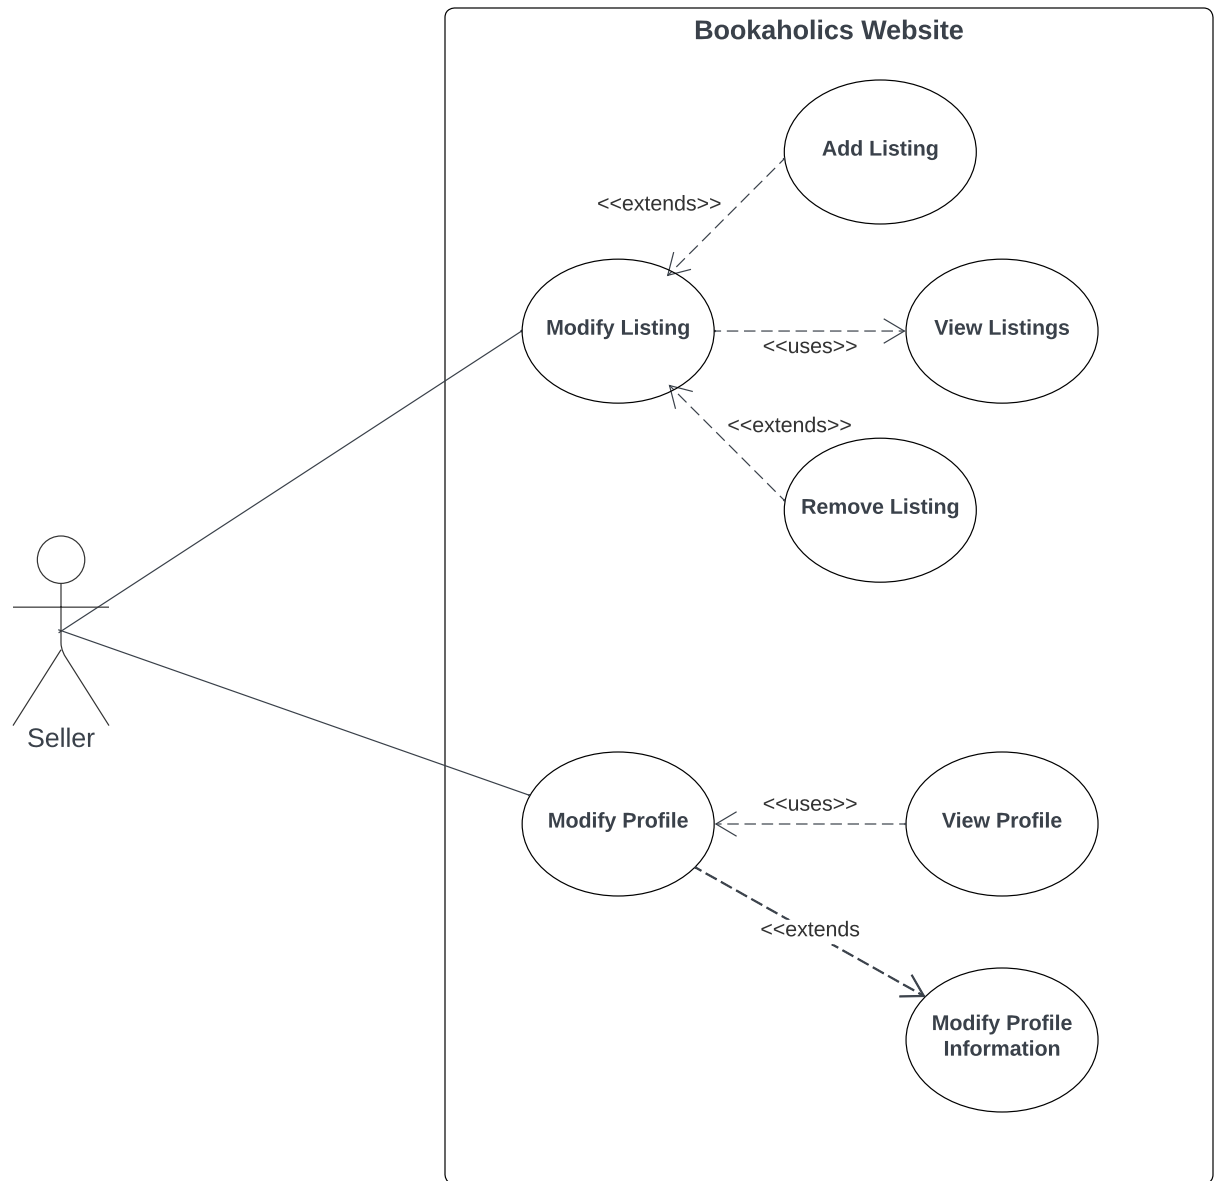 Bookaholics Website
Add Listing
<<extends>>
Modify Listing
View Listings
<<uses>>
<<extends>>
Remove Listing
Seller
<<uses>>
Modify Profile
View Profile
<<extends
Modify Profile
Information